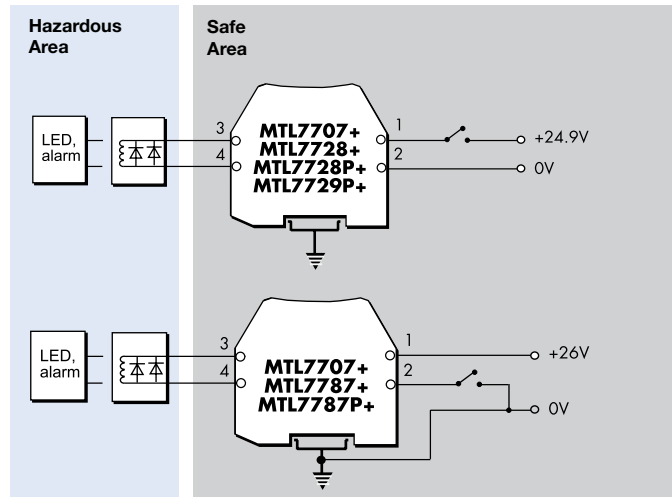 Hazardous
Area
Safe
Area
LED,
alarm
3
4
MTL7707+
MTL7728+
MTL7728P+
MTL7729P+
1
2
+24.9V
0V
LED,
alarm
3
4
MTL7707+
MTL7787+
MTL7787P+
1
2
+26V
0V